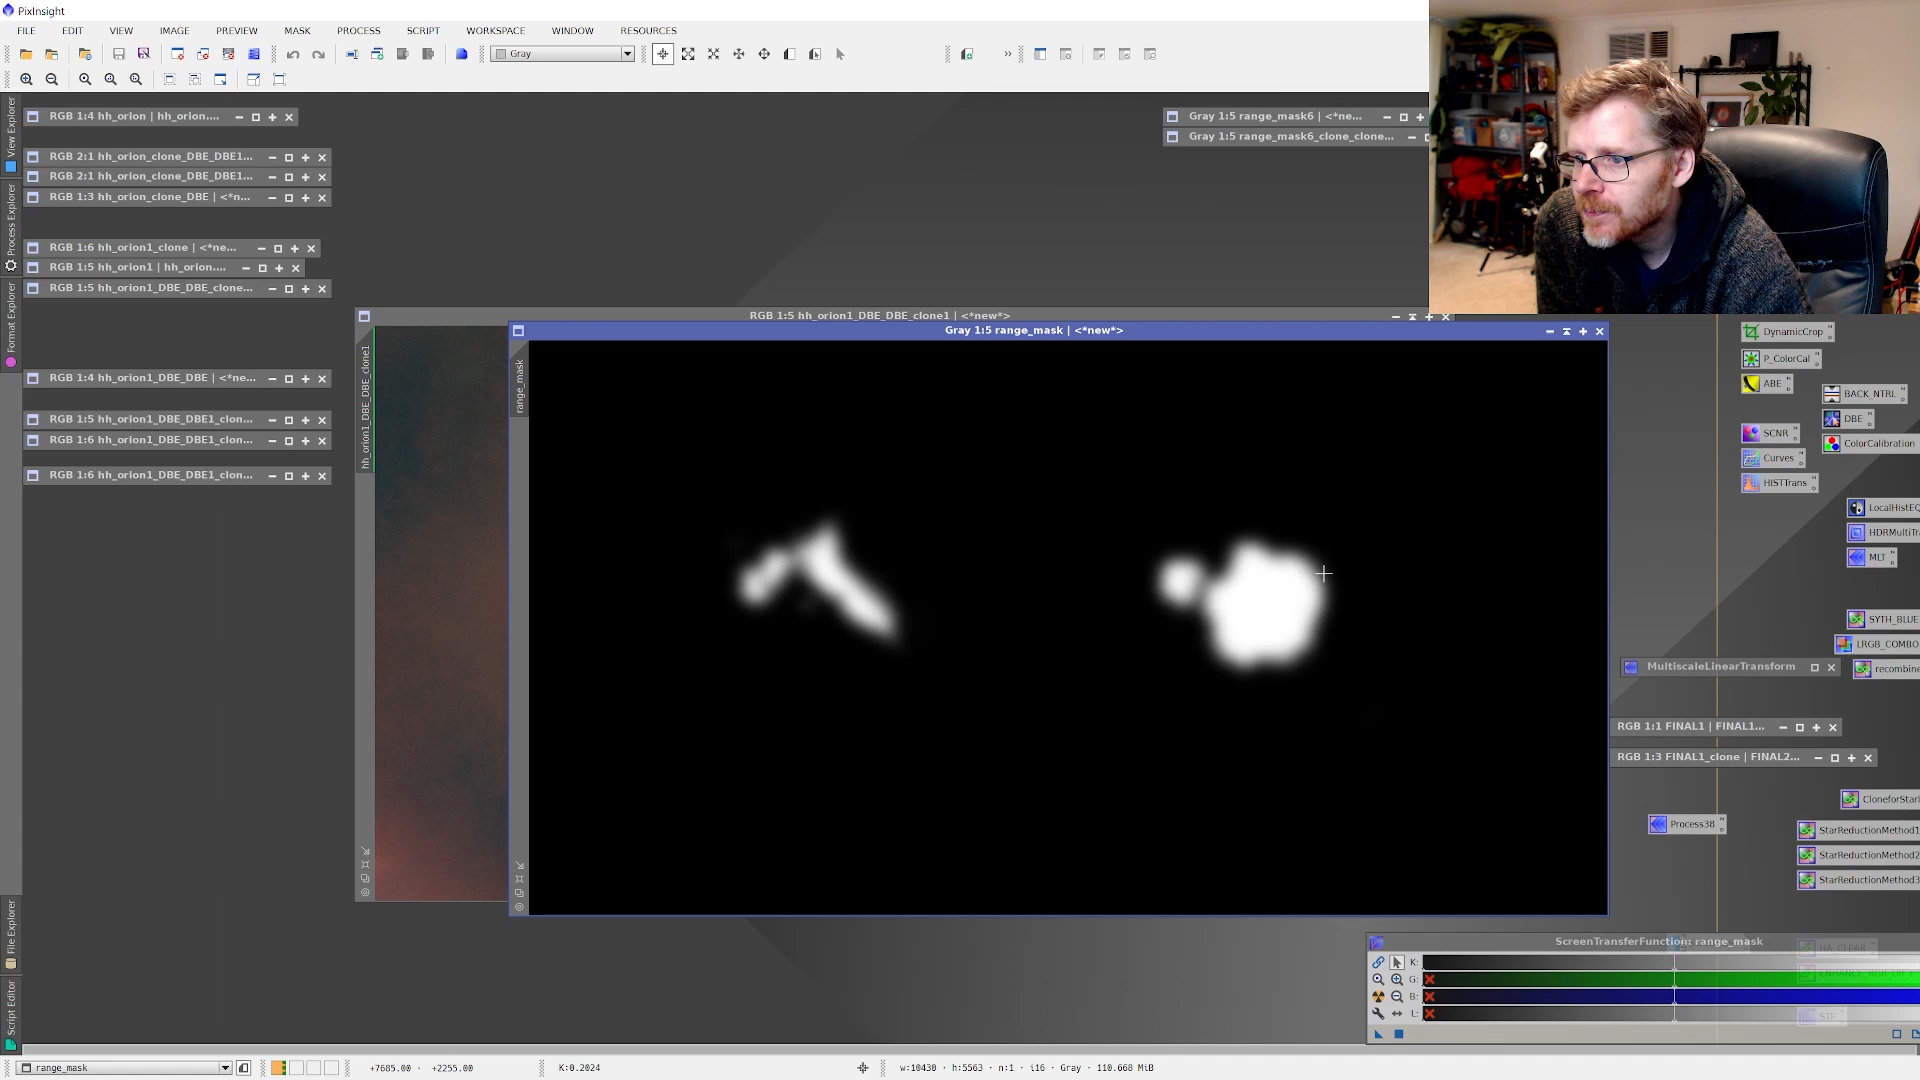 PixInsight
FILE EDIT VIEW IMAGE PREVIEW MASK PROCESS SCRIPT WORKSPACE WINDOW RESOURCES
Gray
View Explorer
Process Explorer
Format Explorer
File Explorer
Script Editor
RGB 1:4 hh_orion | hh_orion....
RGB 2:1 hh_orion_clone_DBE_DBE1...
RGB 2:1 hh_orion_clone_DBE_DBE1...
RGB 1:3 hh_orion_clone_DBE | <*n...
RGB 1:6 hh_orion1_clone | <*ne...
RGB 1:5 hh_orion1 | hh_orion....
RGB 1:5 hh_orion1_DBE_DBE_clone...
RGB 1:4 hh_orion1_DBE_DBE | <*ne...
RGB 1:5 hh_orion1_DBE_DBE1_clon...
RGB 1:6 hh_orion1_DBE_DBE1_clon...
RGB 1:6 hh_orion1_DBE_DBE1_clon...
Gray 1:5 range_mask6 | <*ne...
Gray 1:5 range_mask6_clone_clone...
RGB 1:5 hh_orion1_DBE_DBE_clone1 | <*new*>
hh_orion1_DBE_DBE_clone1
Gray 1:5 range_mask | <*new*>
range_mask
DynamicCrop
P_ColorCal
ABE
BACK_NTRL
DBE
SCNR
ColorCalibration
Curves
HISTTrans
LocalHistEQ
HDRMultiTr
MLT
SYTH_BLUE
LRGB_COMBO
MultiscaleLinearTransform
recombine
RGB 1:1 FINAL1 | FINAL1...
RGB 1:3 FINAL1_clone | FINAL2...
CloneforStarl
Process38
StarReductionMethod1
StarReductionMethod2
StarReductionMethod3
ScreenTransferFunction: range_mask
HA_CLEAR
K:
G:
B:
L:
STF
range_mask
+7685.00 · +2255.00
K:0.2024
w:10430 · h:5563 · n:1 · i16 · Gray · 110.668 MiB